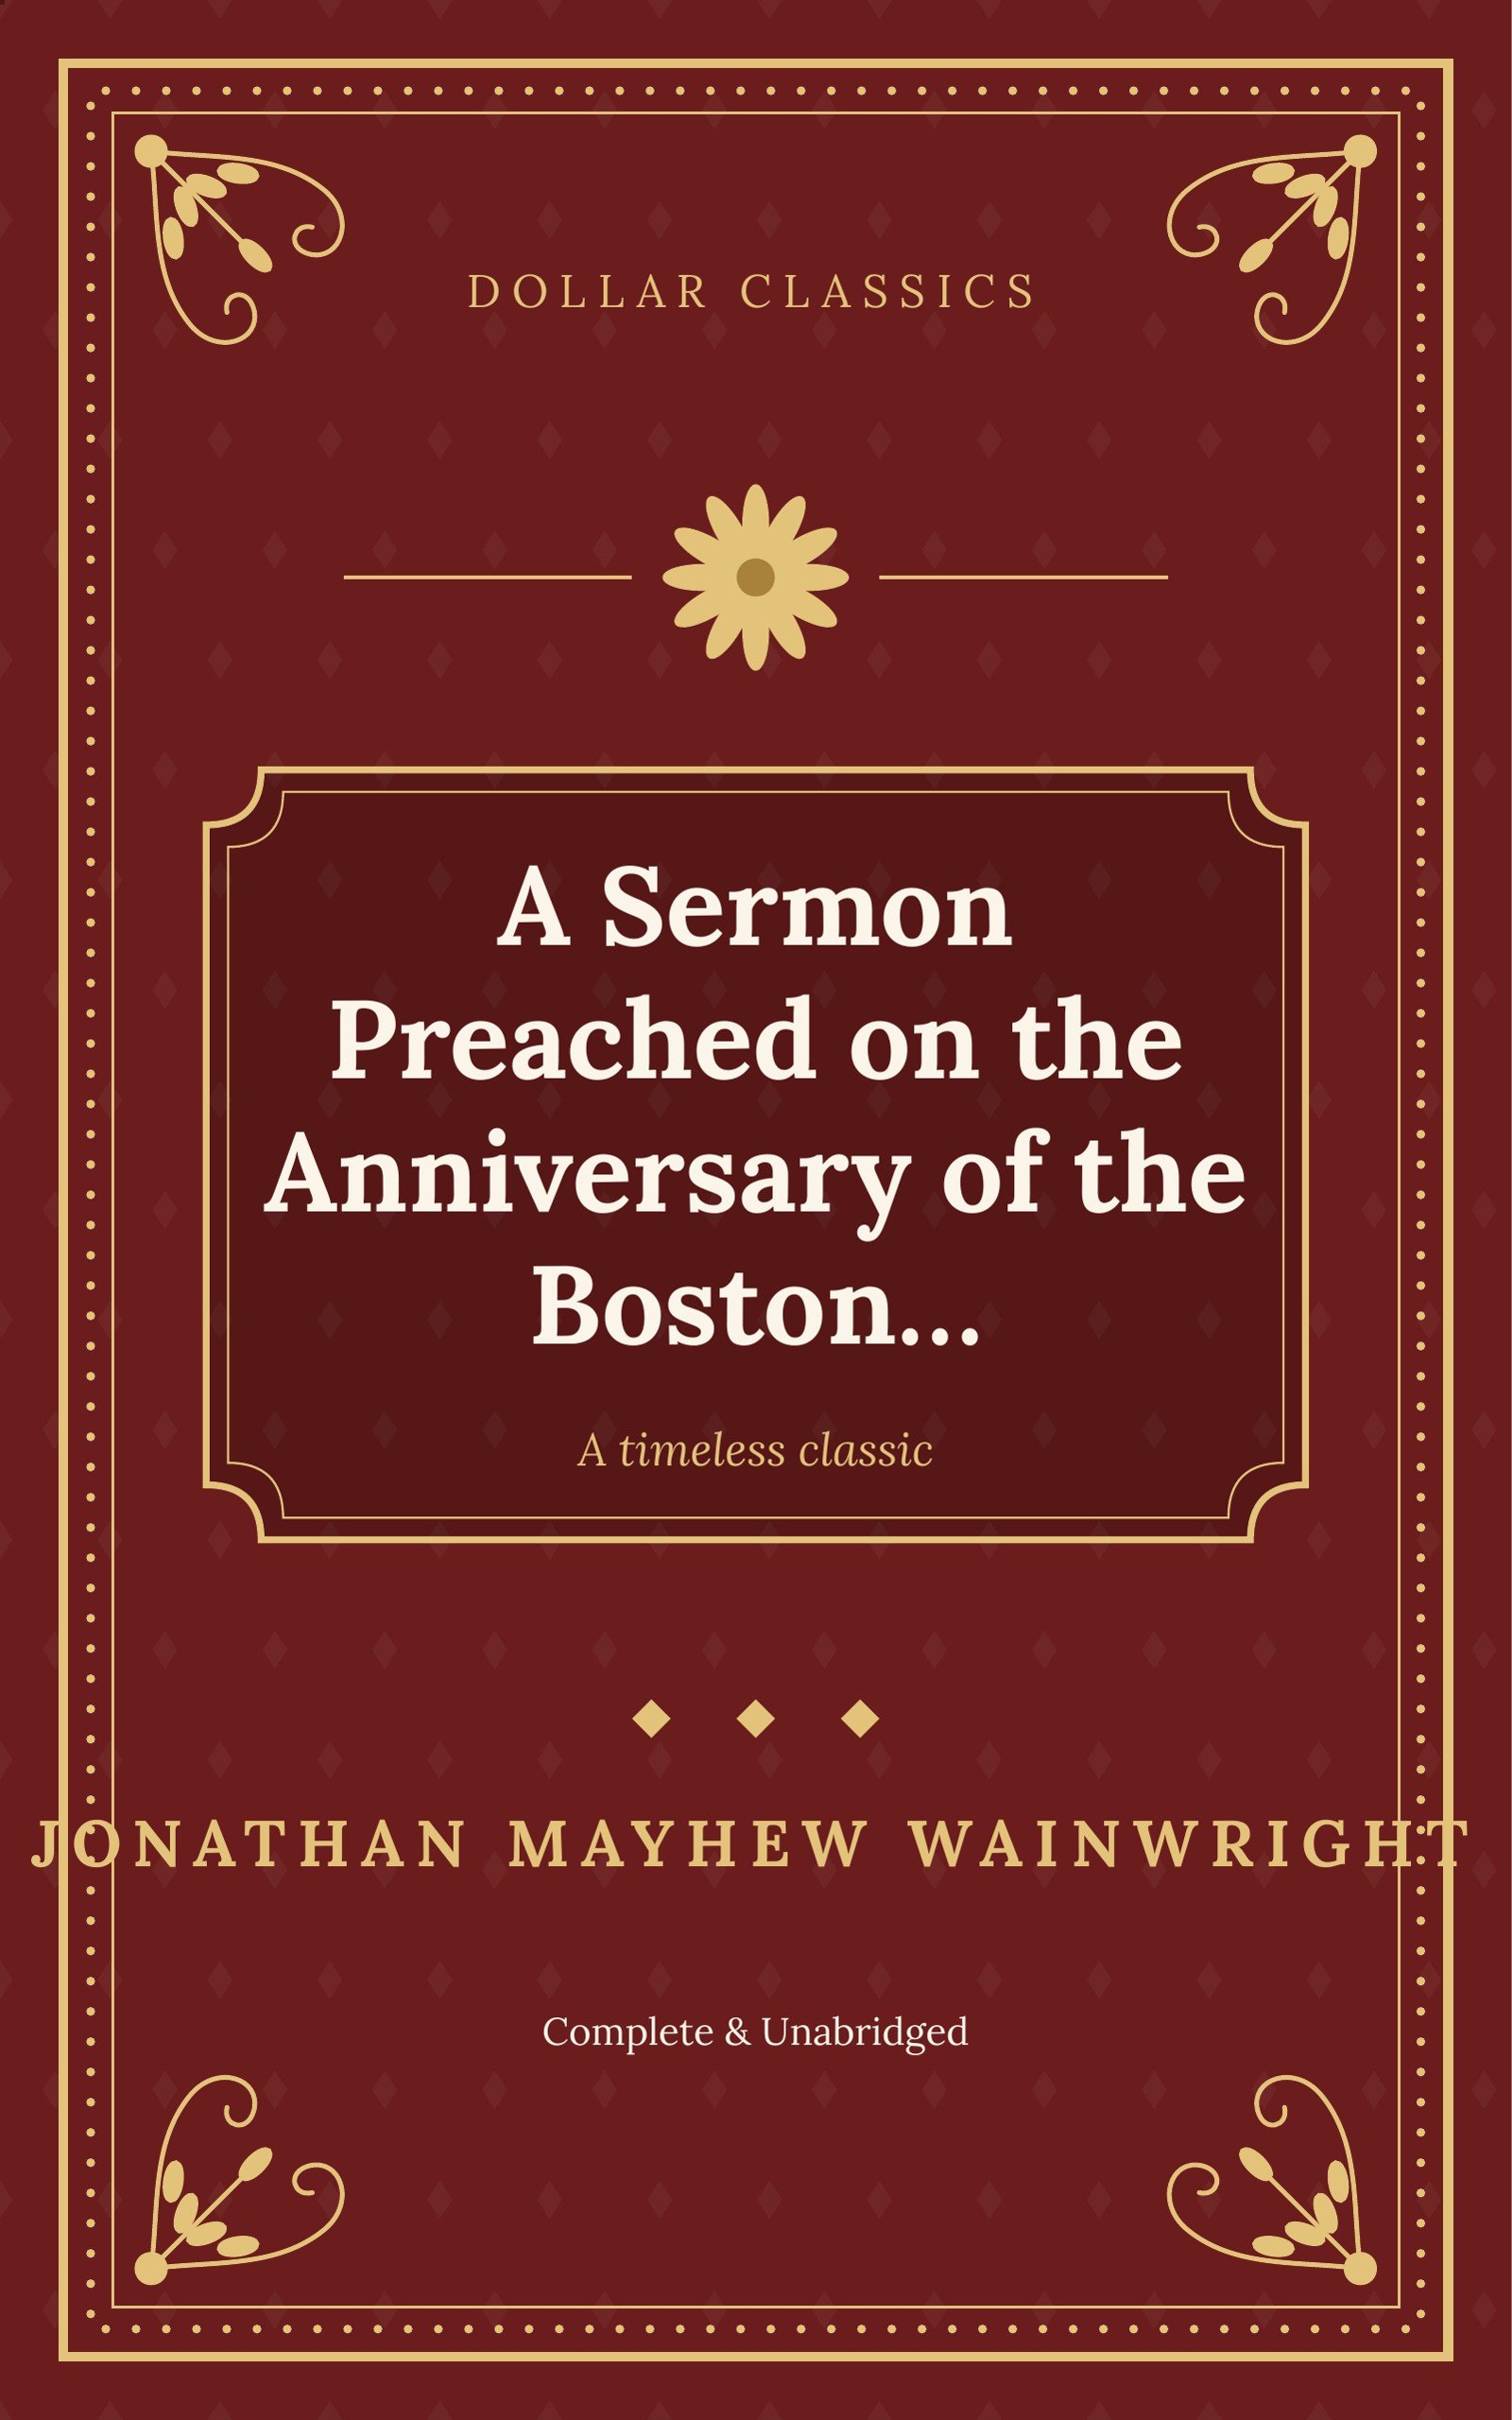 DOLLAR CLASSICS
A Sermon
Preached on the
Anniversary of the
Boston...
A timeless classic
JONATHAN MAYHEW WAINWRIGHT
Complete & Unabridged